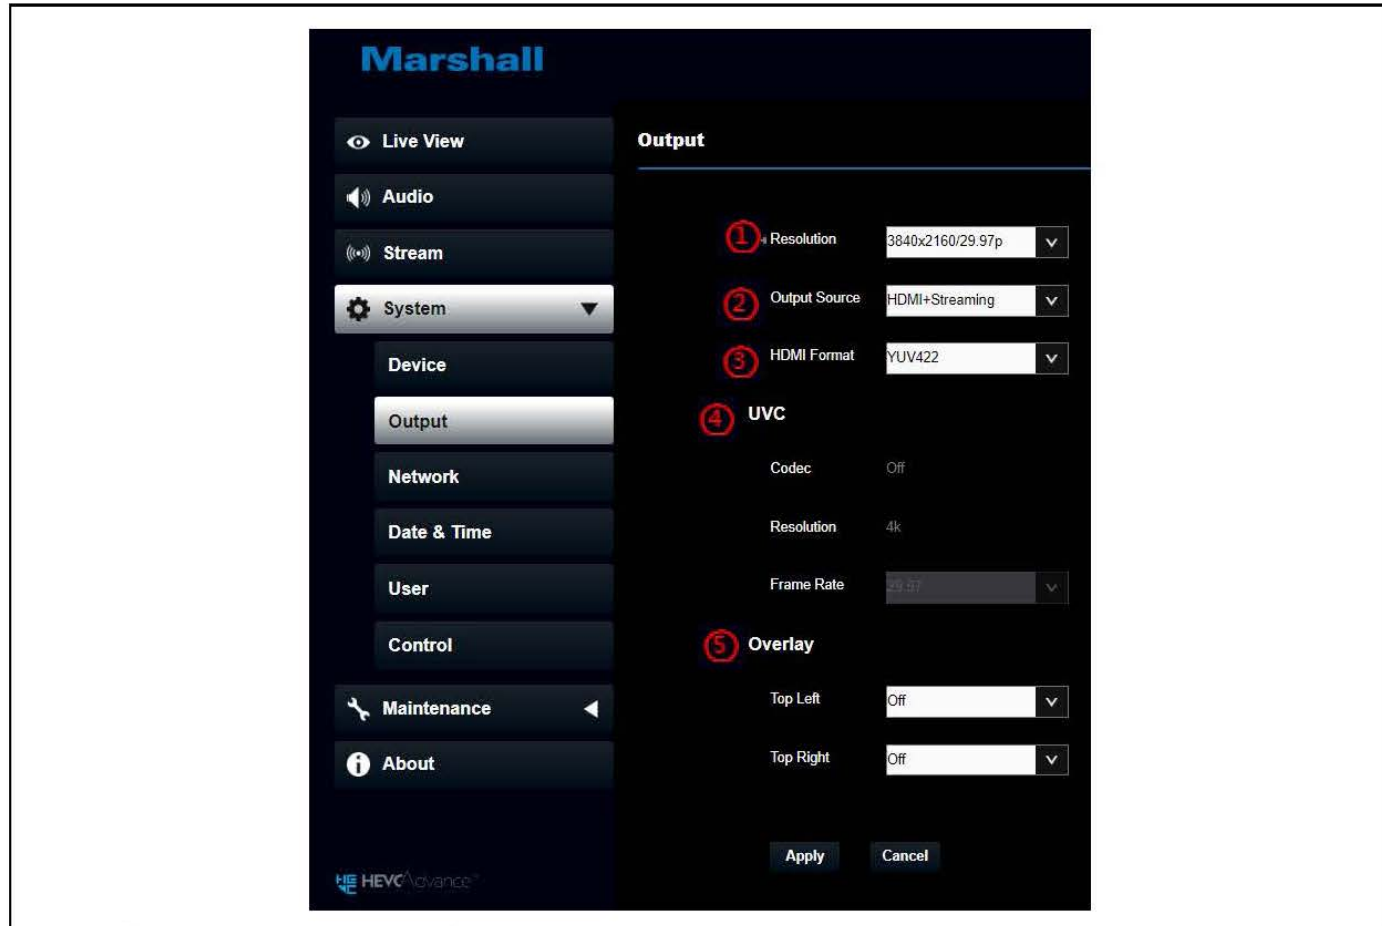 Marshall
Live View
Audio
Stream
System
Device
Output
Network
Date & Time
User
Control
Maintenance
About
HEVC Advance™
Output
1 Resolution 3840x2160/29.97p
2 Output Source HDMI+Streaming
3 HDMI Format YUV422
4 UVC
Codec Off
Resolution 4k
Frame Rate 29.97
5 Overlay
Top Left Off
Top Right Off
Apply Cancel